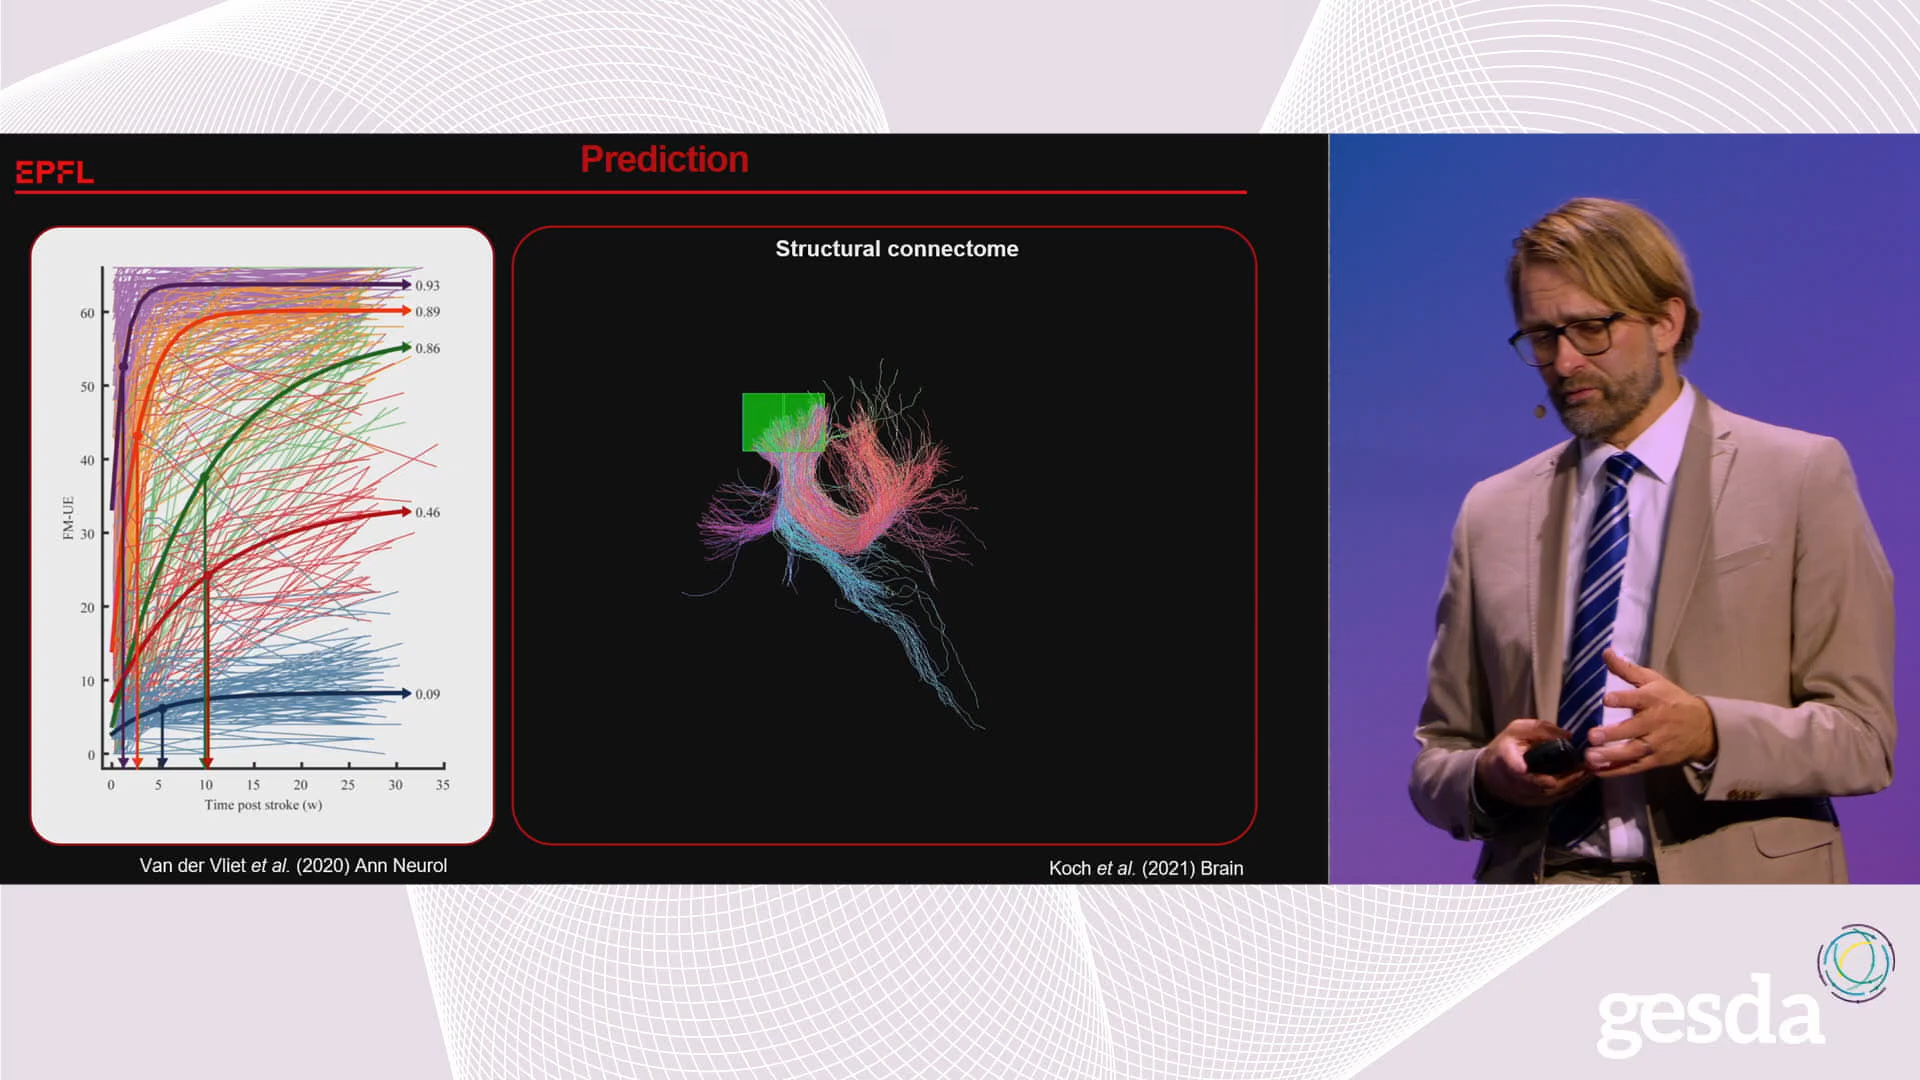 EPFL
Prediction
Structural connectome
0.93
0.89
0.86
0.46
0.09
60
50
40
30
20
10
0
FM-UE
0 5 10 15 20 25 30 35
Time post stroke (w)
Van der Vliet et al. (2020) Ann Neurol
Koch et al. (2021) Brain
gesda